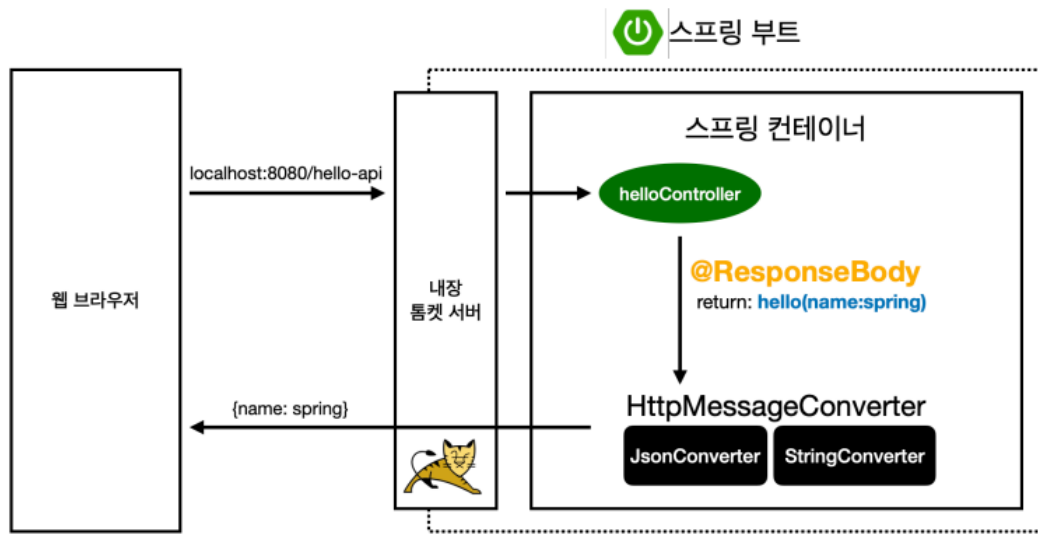 스프링 부트
스프링 컨테이너
localhost:8080/hello-api
helloController
웹 브라우저
내장
톰켓 서버
@ResponseBody
return: hello(name:spring)
{name: spring}
HttpMessageConverter
JsonConverter
StringConverter